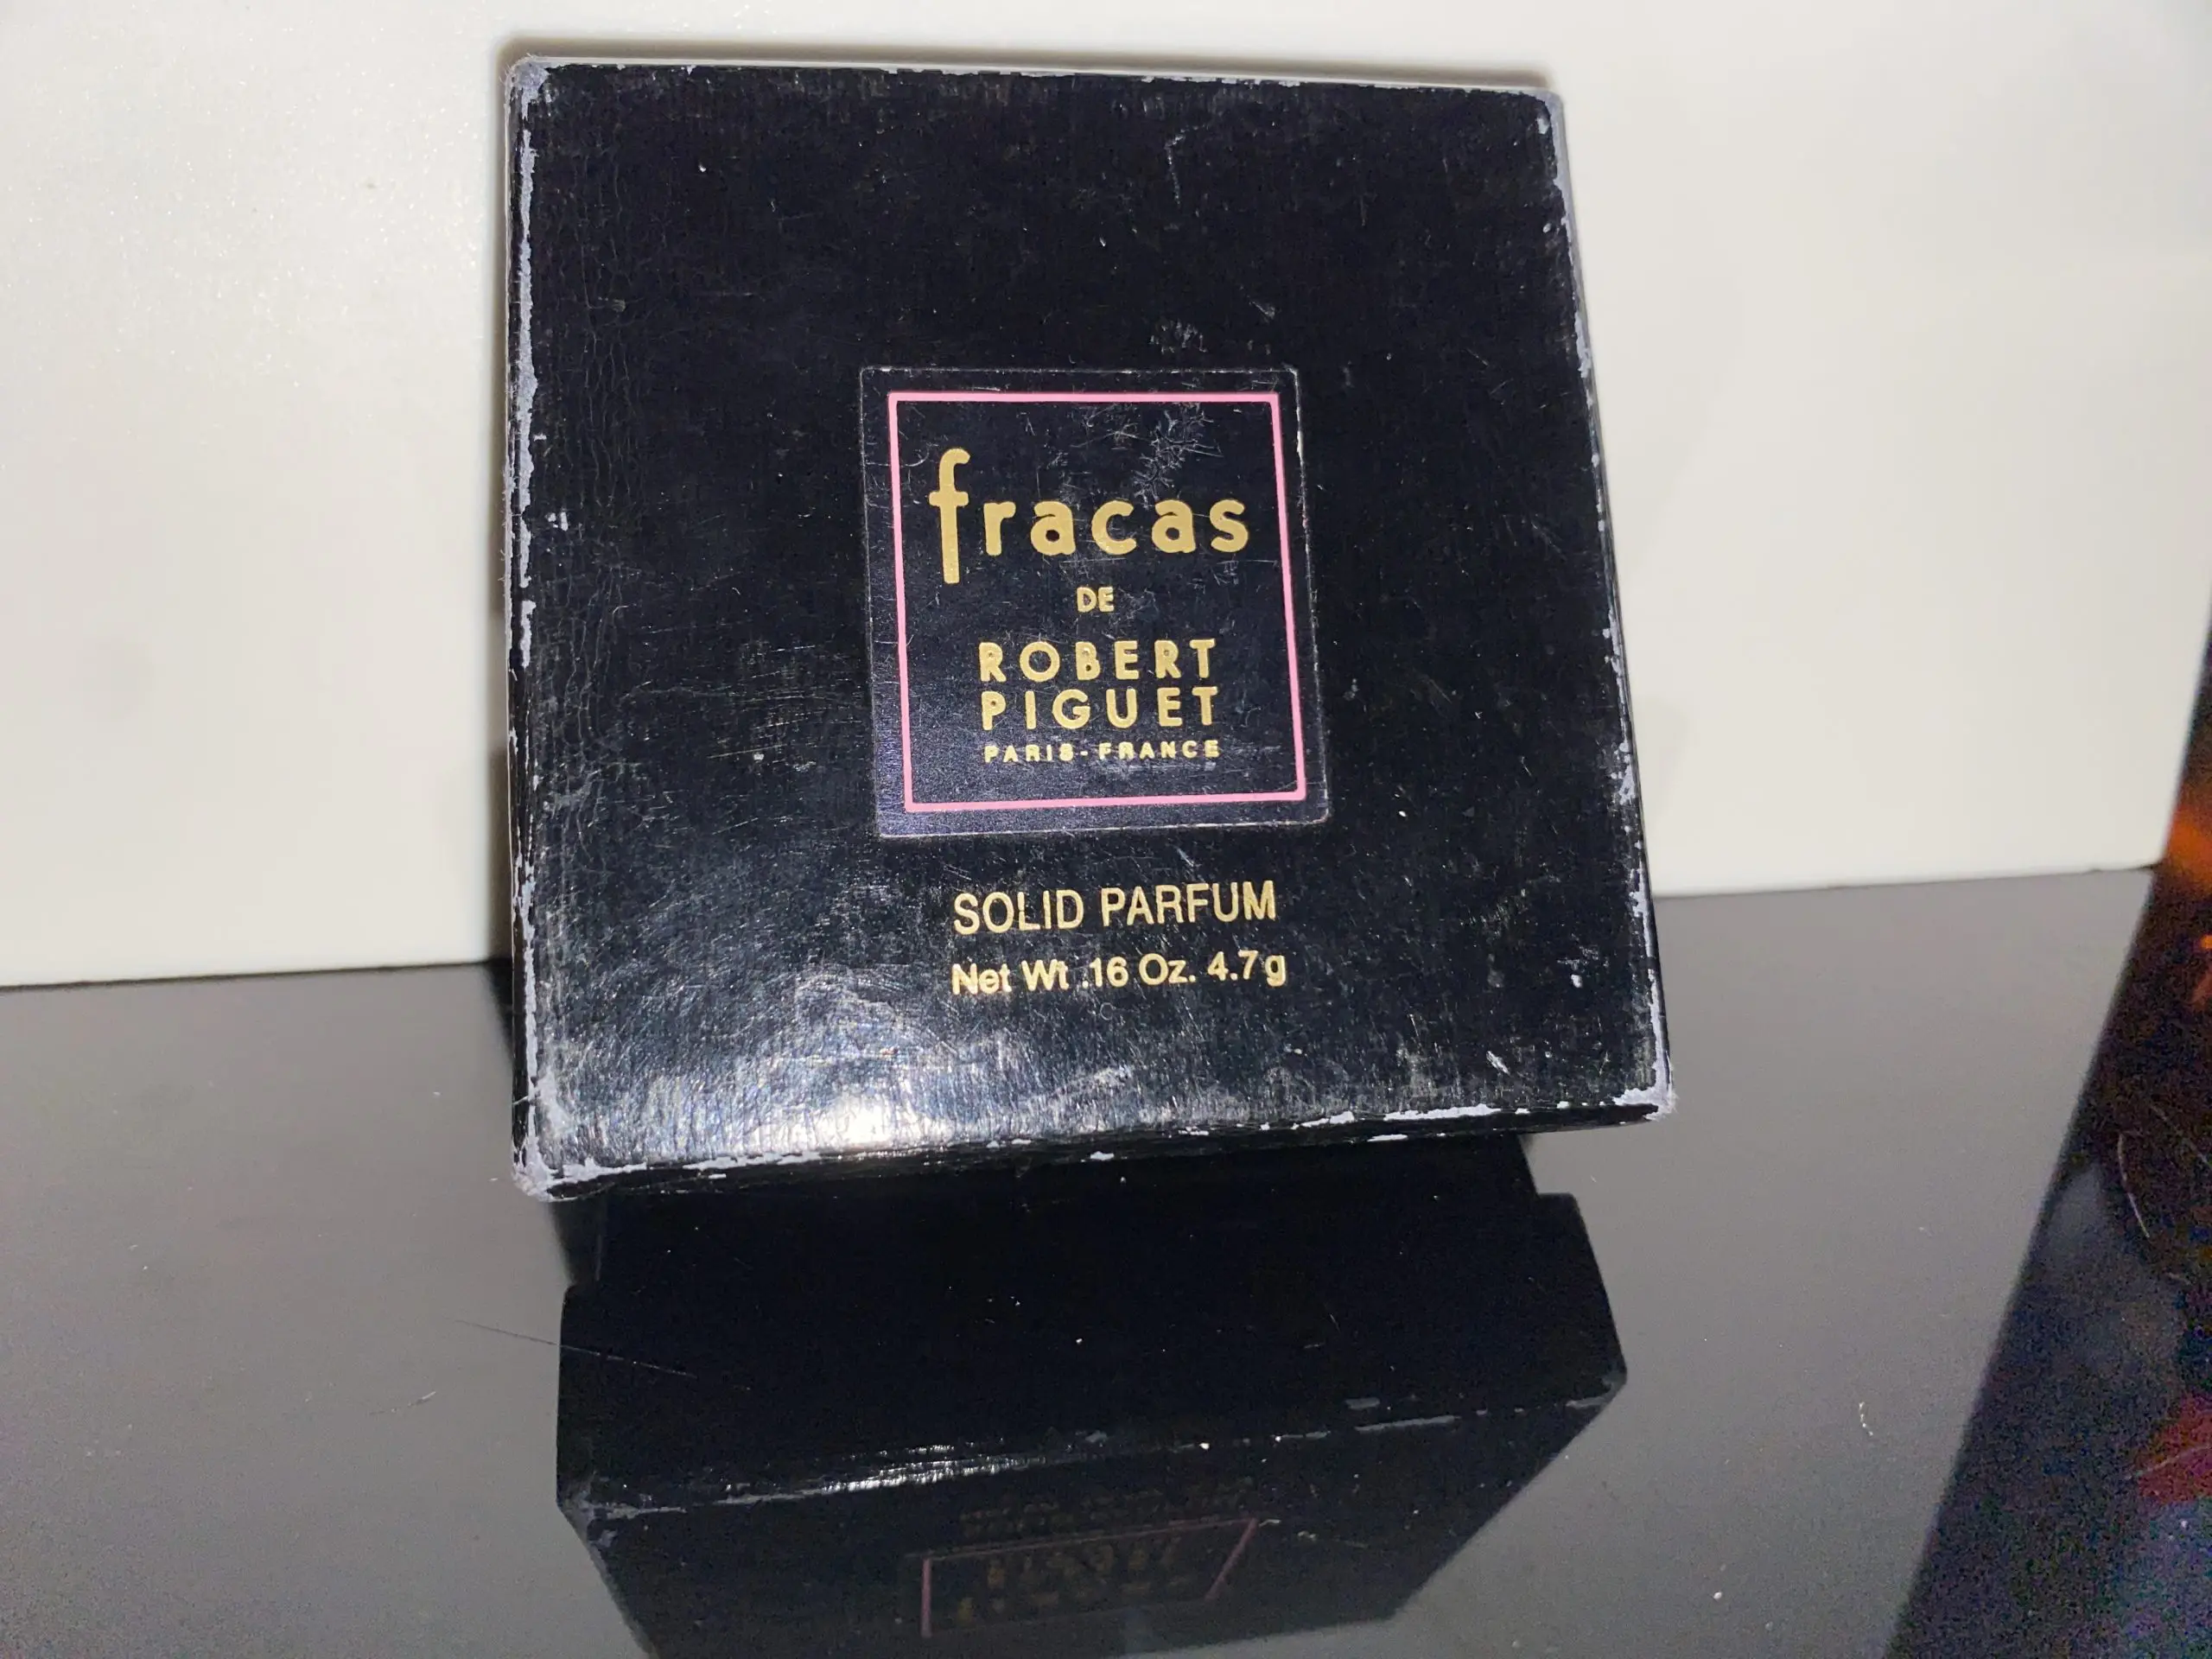 fracas
DE
ROBERT
PIGUET
PARIS-FRANCE
SOLID PARFUM
Net Wt .16 Oz. 4.7g